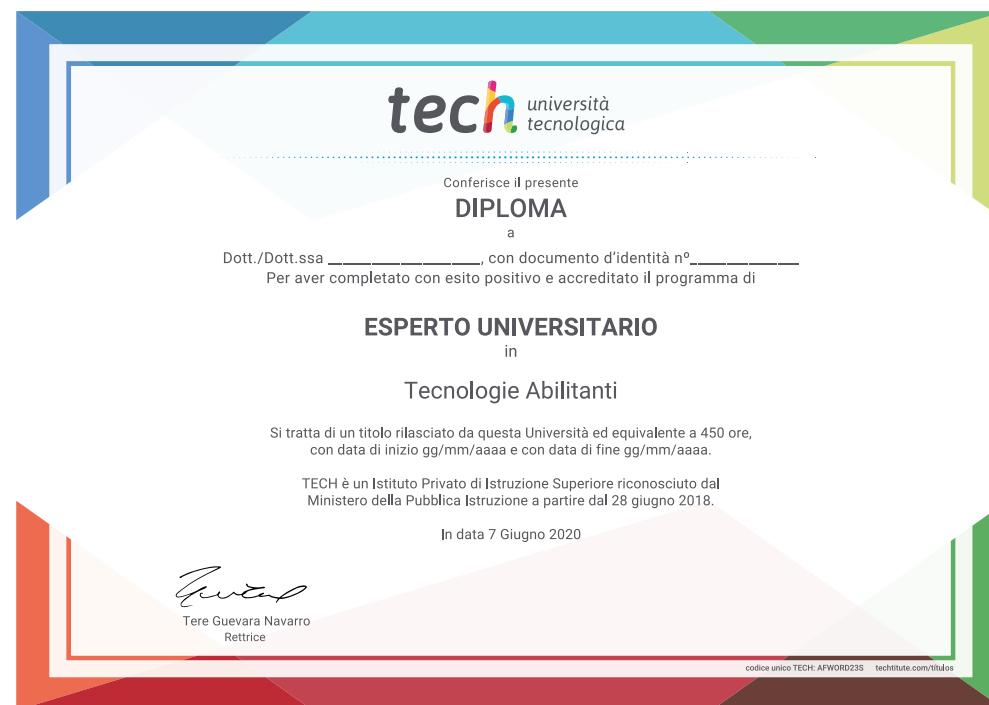 tech università
tecnologica
Conferisce il presente
DIPLOMA
a
Dott./Dott.ssa _____________________, con documento d'identità nº_______________
Per aver completato con esito positivo e accreditato il programma di
ESPERTO UNIVERSITARIO
in
Tecnologie Abilitanti
Si tratta di un titolo rilasciato da questa Università ed equivalente a 450 ore,
con data di inizio gg/mm/aaaa e con data di fine gg/mm/aaaa.
TECH è un Istituto Privato di Istruzione Superiore riconosciuto dal
Ministero della Pubblica Istruzione a partire dal 28 giugno 2018.
In data 7 Giugno 2020
Tere Guevara Navarro
Rettrice
codice unico TECH: AFWORD23S techtitute.com/títulos